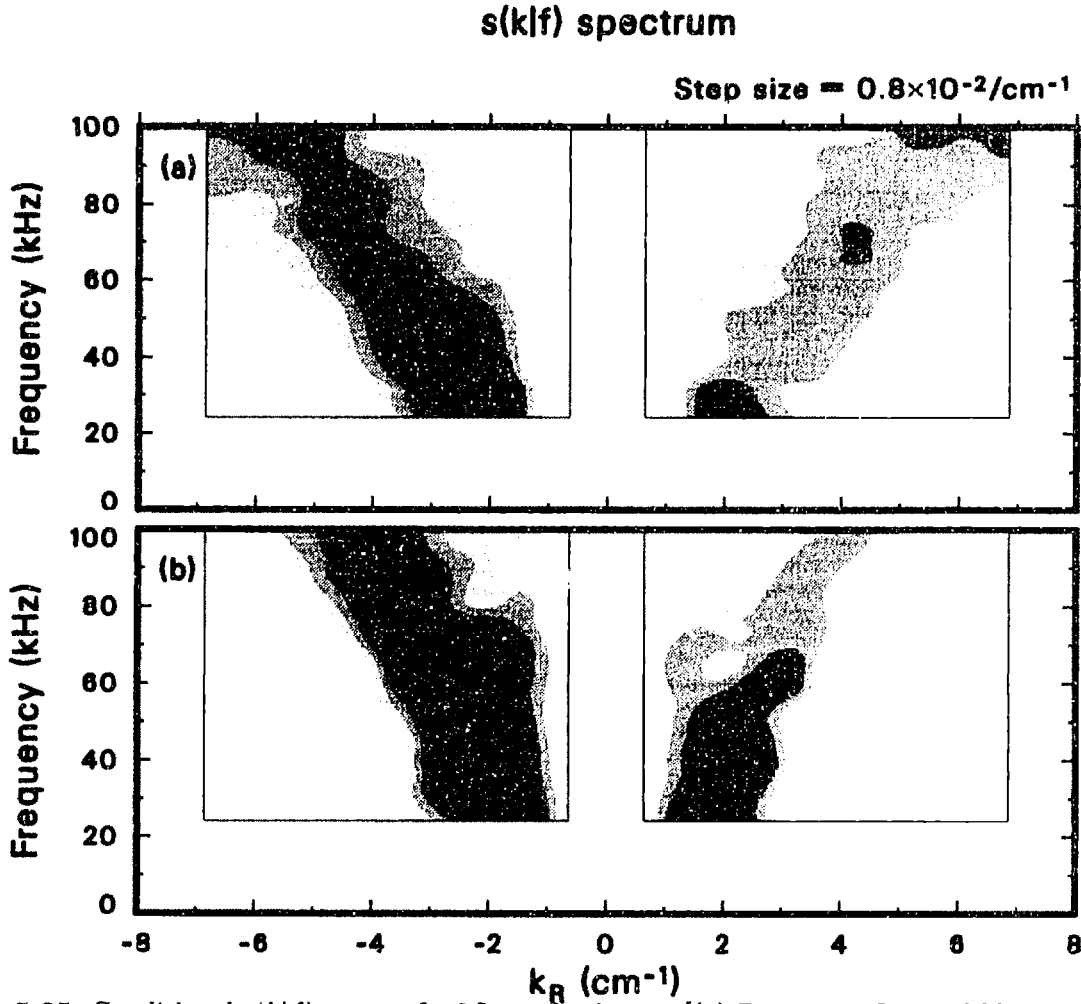 s(k|f) spectrum
Step size = 0.8×10⁻²/cm⁻¹
100
(a)
80
60
40
20
0
Frequency (kHz)
100
(b)
80
60
40
20
0
Frequency (kHz)
-8 -6 -4 -2 0 2 4 6 8
k_R (cm⁻¹)